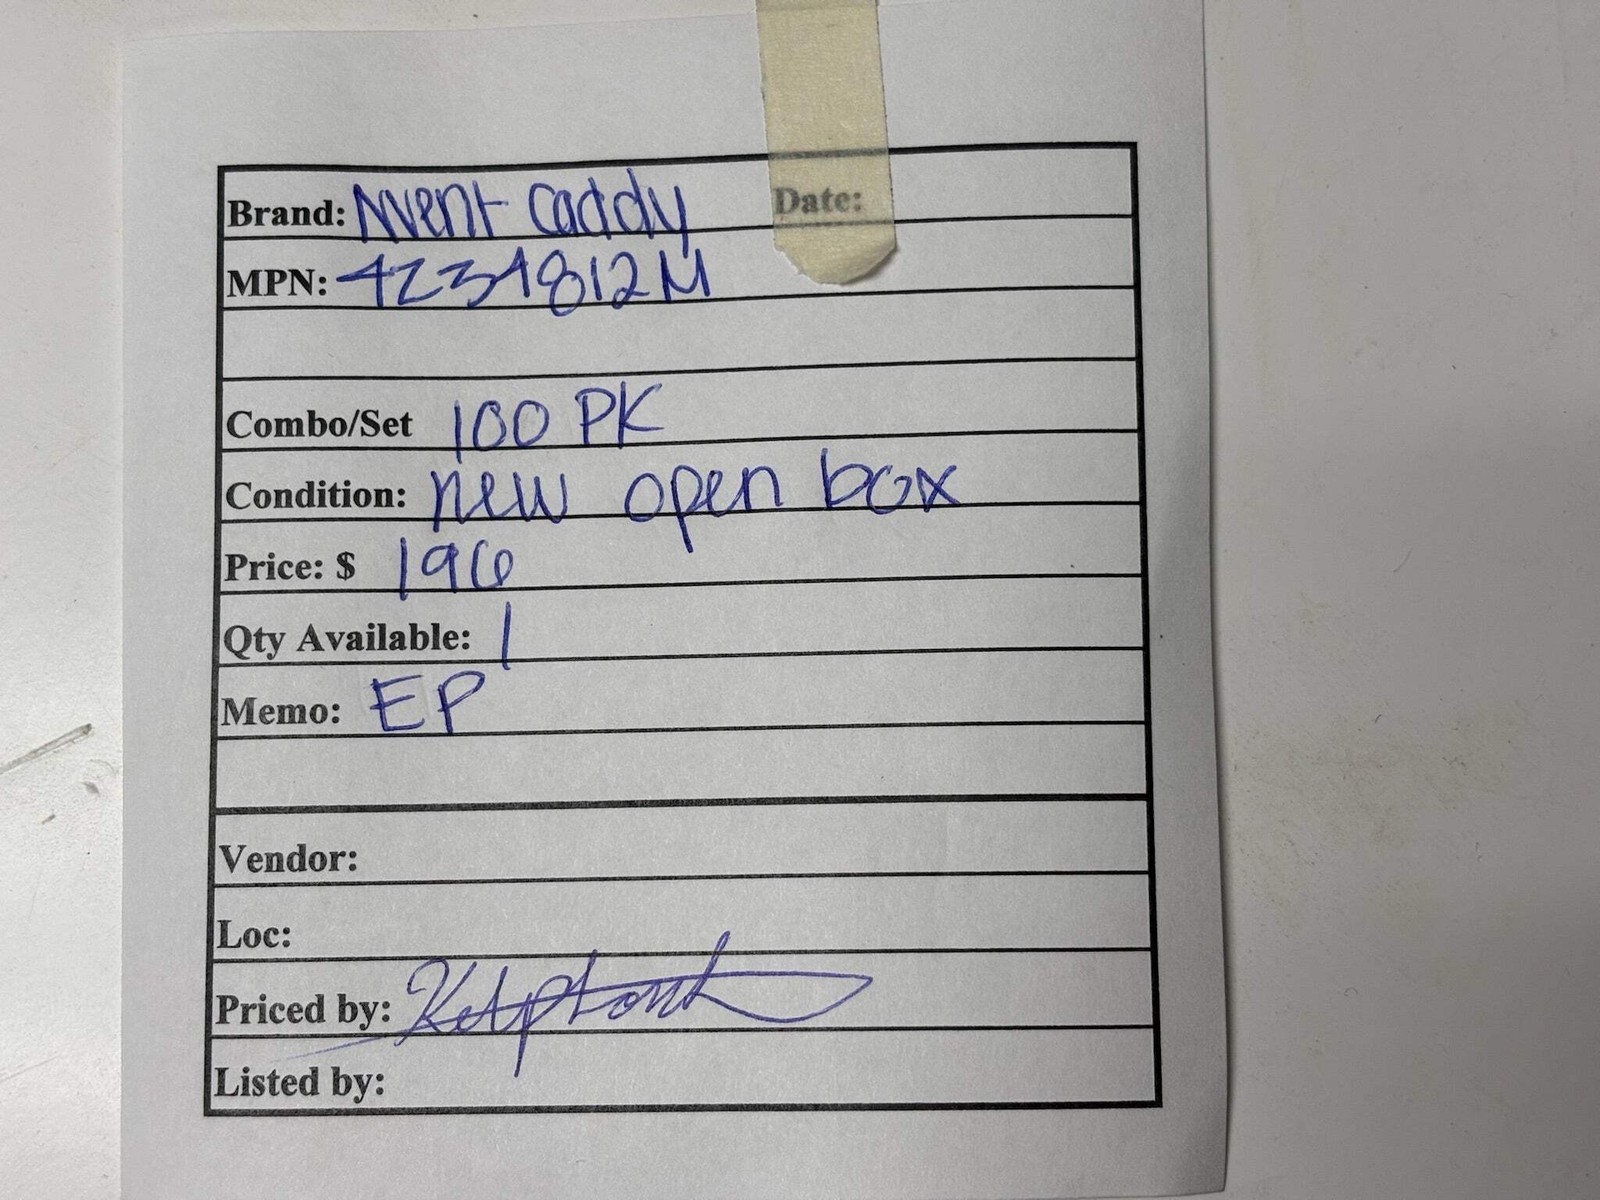 Brand: Nvent Caddy Date:
MPN: 4Z34812M
Combo/Set 100 PK
Condition: new open box
Price: $ 196
Qty Available: 1
Memo: EP
Vendor:
Loc:
Priced by:
Listed by: